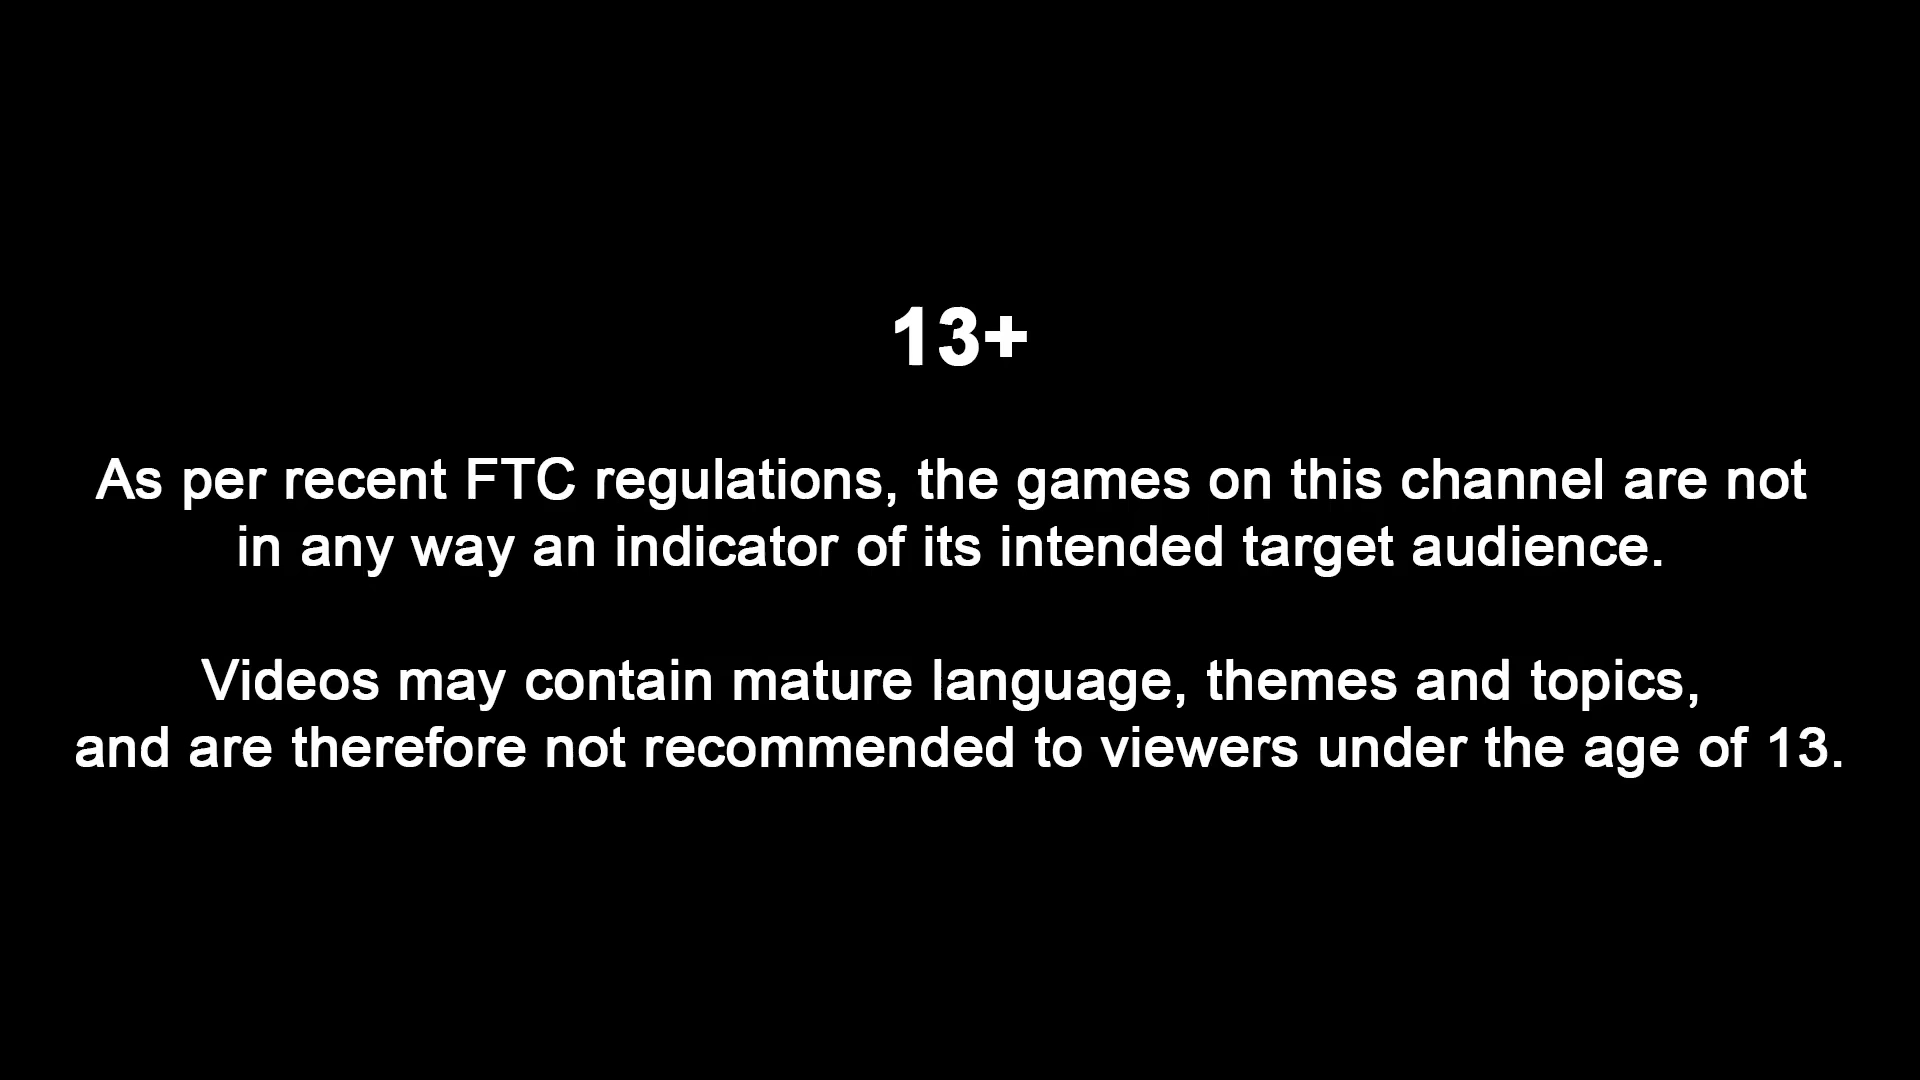 13+
As per recent FTC regulations, the games on this channel are not
in any way an indicator of its intended target audience.
Videos may contain mature language, themes and topics,
and are therefore not recommended to viewers under the age of 13.